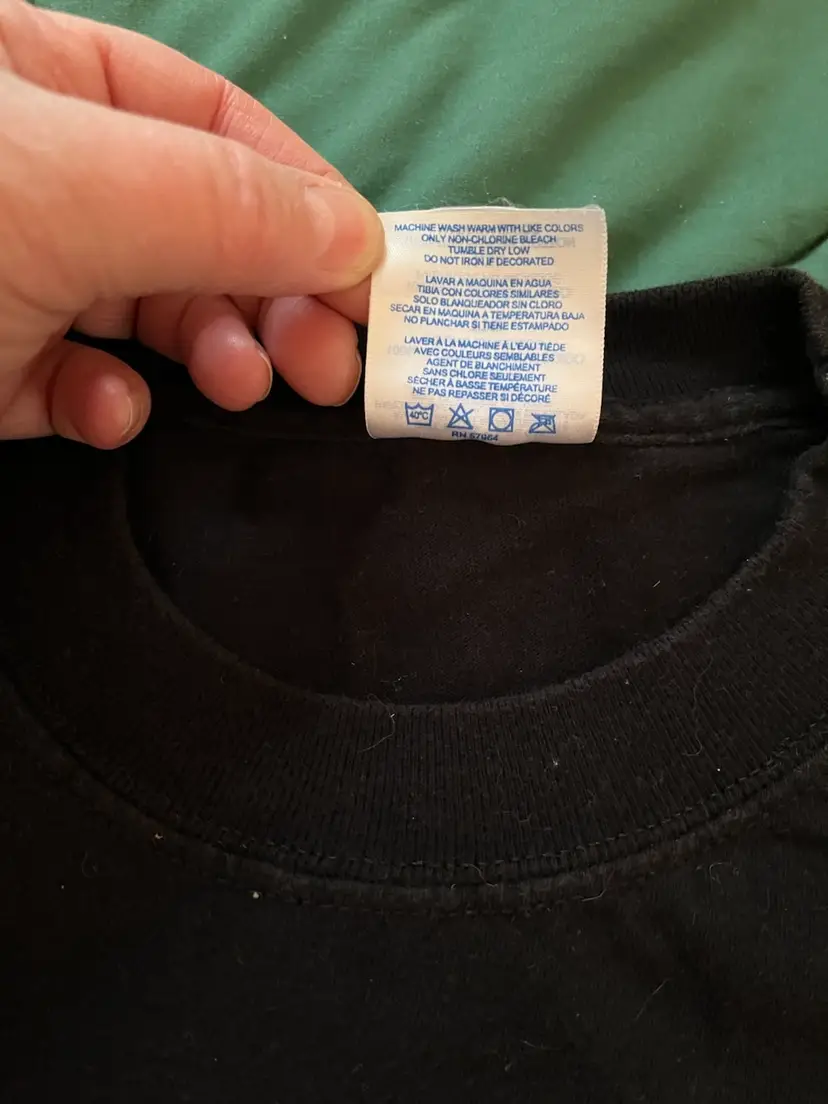 MACHINE WASH WARM WITH LIKE COLORS
ONLY NON-CHLORINE BLEACH
TUMBLE DRY LOW
DO NOT IRON IF DECORATED
LAVAR A MAQUINA EN AGUA
TIBIA CON COLORES SIMILARES
SOLO BLANQUEADOR SIN CLORO
SECAR EN MAQUINA A TEMPERATURA BAJA
NO PLANCHAR SI TIENE ESTAMPADO
LAVER À LA MACHINE À L'EAU TIÈDE
AVEC COULEURS SEMBLABLES
AGENT DE BLANCHIMENT
SANS CHLORE SEULEMENT
SÉCHER À BASSE TEMPÉRATURE
NE PAS REPASSER SI DÉCORÉ
40°C
RN